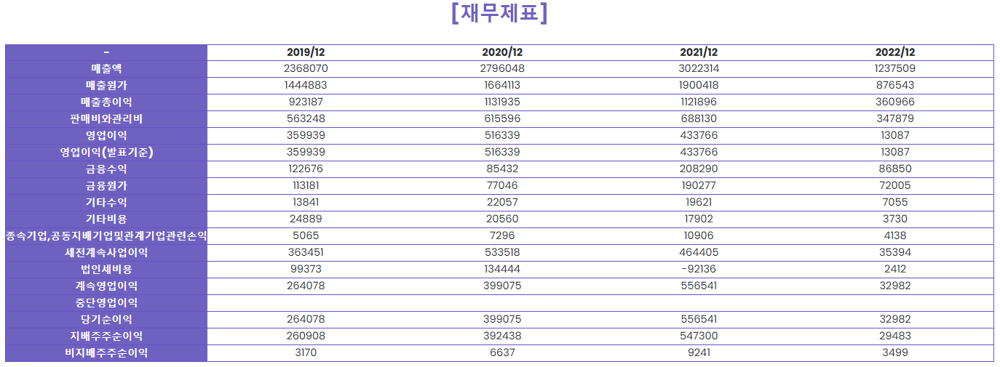 [재무제표]
- 2019/12 2020/12 2021/12 2022/12
매출액 2368070 2796048 3022314 1237509
매출원가 1444883 1664113 1900418 876543
매출총이익 923187 1131935 1121896 360966
판매비와관리비 563248 615596 688130 347879
영업이익 359939 516339 433766 13087
영업이익(발표기준) 359939 516339 433766 13087
금융수익 122676 85432 208290 86850
금융원가 113181 77046 190277 72005
기타수익 13841 22057 19621 7055
기타비용 24889 20560 17902 3730
종속기업,공동지배기업및관계기업관련손익 5065 7296 10906 4138
세전계속사업이익 363451 533518 464405 35394
법인세비용 99373 134444 -92136 2412
계속영업이익 264078 399075 556541 32982
중단영업이익
당기순이익 264078 399075 556541 32982
지배주주순이익 260908 392438 547300 29483
비지배주주순이익 3170 6637 9241 3499